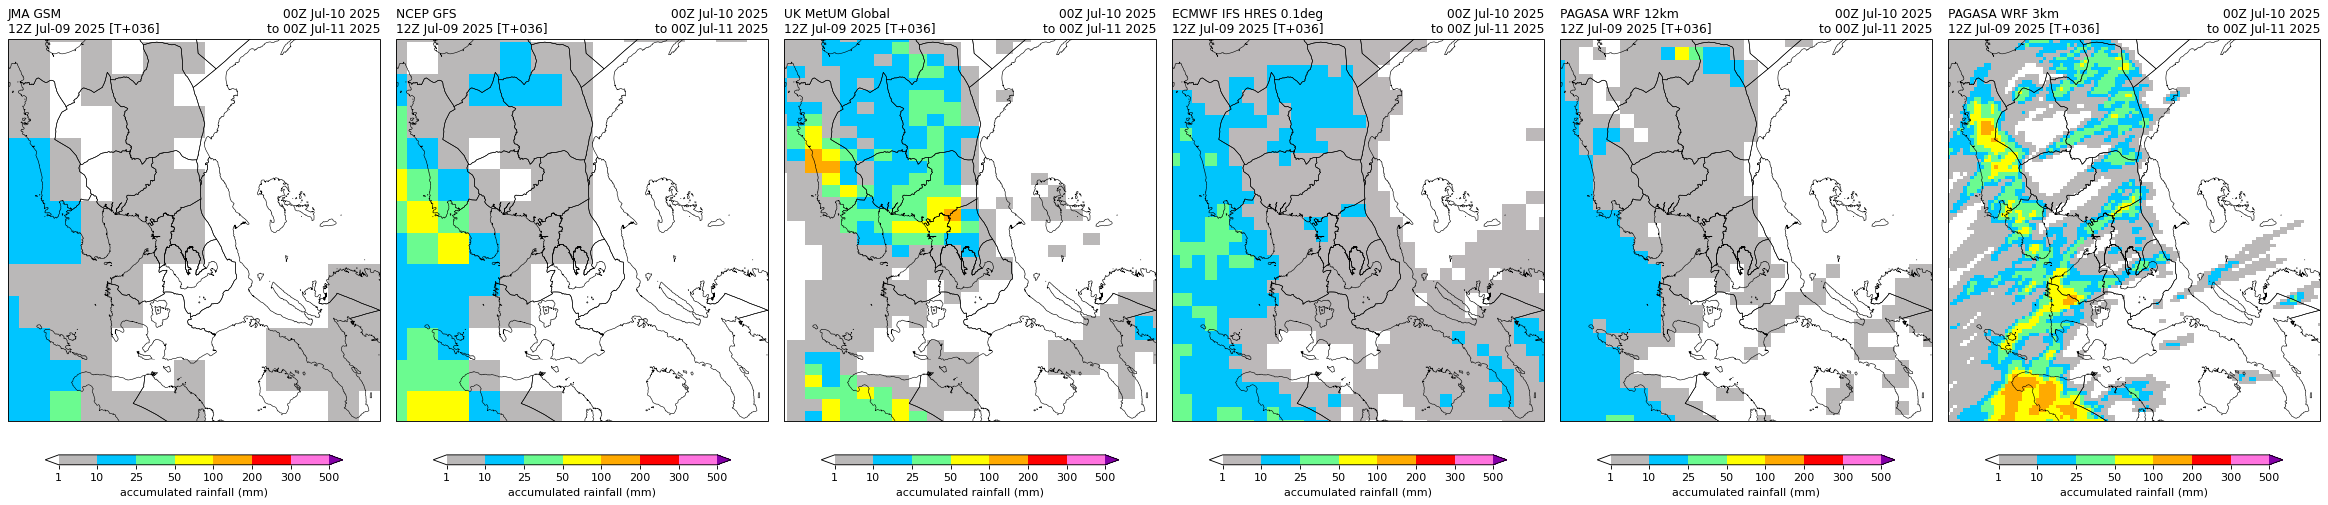 JMA GSM 00Z Jul-10 2025
12Z Jul-09 2025 [T+036] to 00Z Jul-11 2025
NCEP GFS 00Z Jul-10 2025
12Z Jul-09 2025 [T+036] to 00Z Jul-11 2025
UK MetUM Global 00Z Jul-10 2025
12Z Jul-09 2025 [T+036] to 00Z Jul-11 2025
ECMWF IFS HRES 0.1deg 00Z Jul-10 2025
12Z Jul-09 2025 [T+036] to 00Z Jul-11 2025
PAGASA WRF 12km 00Z Jul-10 2025
12Z Jul-09 2025 [T+036] to 00Z Jul-11 2025
PAGASA WRF 3km 00Z Jul-10 2025
12Z Jul-09 2025 [T+036] to 00Z Jul-11 2025
1 10 25 50 100 200 300 500
accumulated rainfall (mm)
1 10 25 50 100 200 300 500
accumulated rainfall (mm)
1 10 25 50 100 200 300 500
accumulated rainfall (mm)
1 10 25 50 100 200 300 500
accumulated rainfall (mm)
1 10 25 50 100 200 300 500
accumulated rainfall (mm)
1 10 25 50 100 200 300 500
accumulated rainfall (mm)